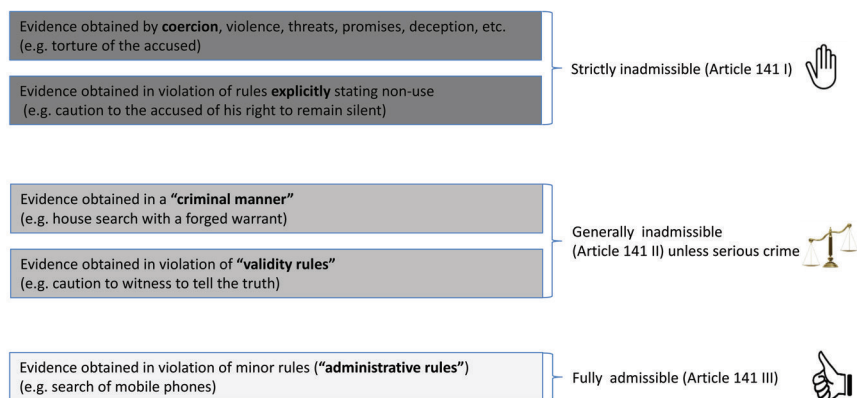 Evidence obtained by coercion, violence, threats, promises, deception, etc.
(e.g. torture of the accused)
Evidence obtained in violation of rules explicitly stating non-use
(e.g. caution to the accused of his right to remain silent)
Strictly inadmissible (Article 141 I)
Evidence obtained in a “criminal manner”
(e.g. house search with a forged warrant)
Evidence obtained in violation of “validity rules”
(e.g. caution to witness to tell the truth)
Generally inadmissible
(Article 141 II) unless serious crime
Evidence obtained in violation of minor rules (“administrative rules”)
(e.g. search of mobile phones)
Fully admissible (Article 141 III)